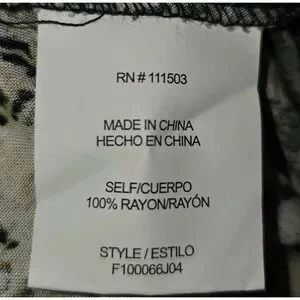 RN # 111503
MADE IN CHINA
HECHO EN CHINA
SELF/CUERPO
100% RAYON/RAYÓN
STYLE / ESTILO
F100066J04